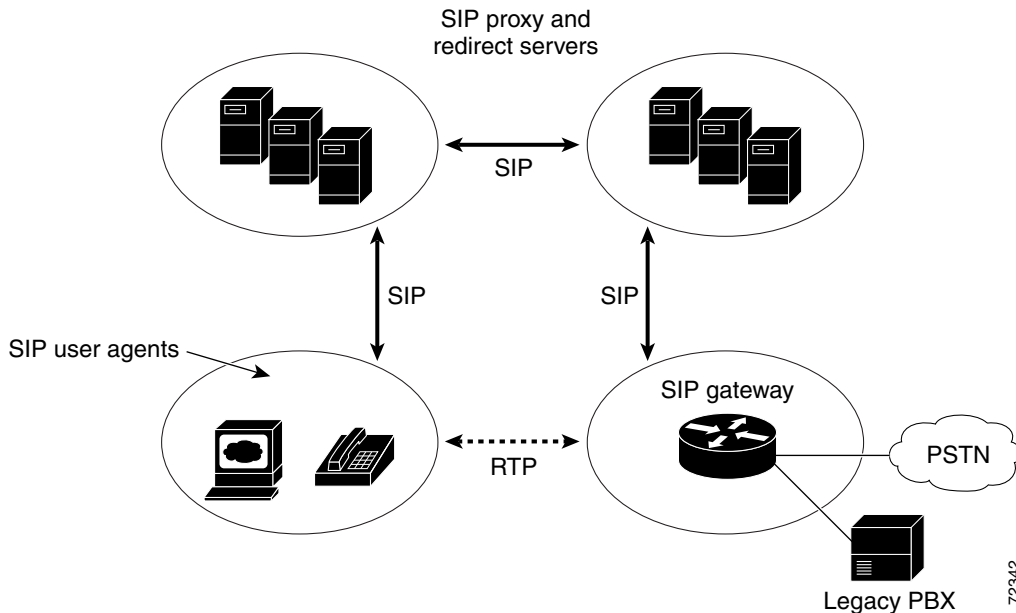 SIP proxy and
redirect servers
SIP
SIP
SIP
SIP user agents
SIP gateway
RTP
PSTN
Legacy PBX
72342